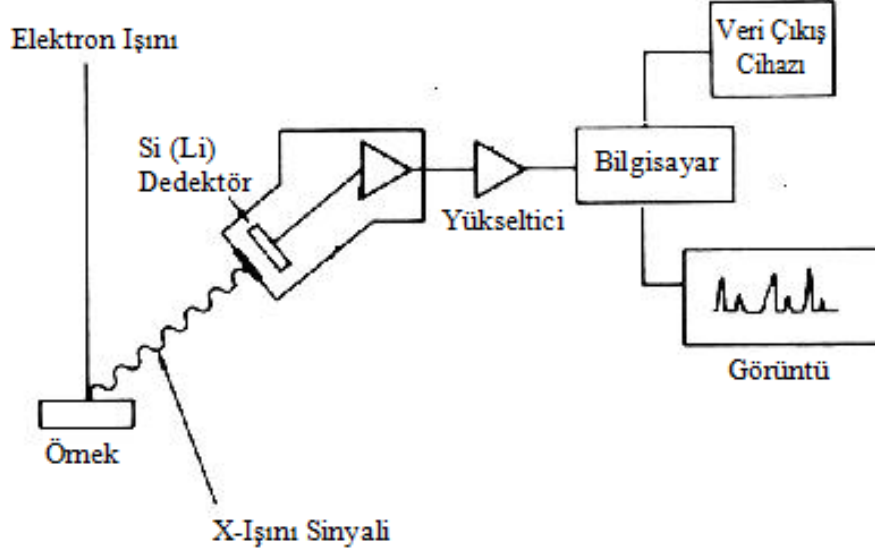 Elektron Işını
Veri Çıkış
Cihazı
Si (Li)
Dedektör
Bilgisayar
Yükseltici
Görüntü
Örnek
X-Işını Sinyali